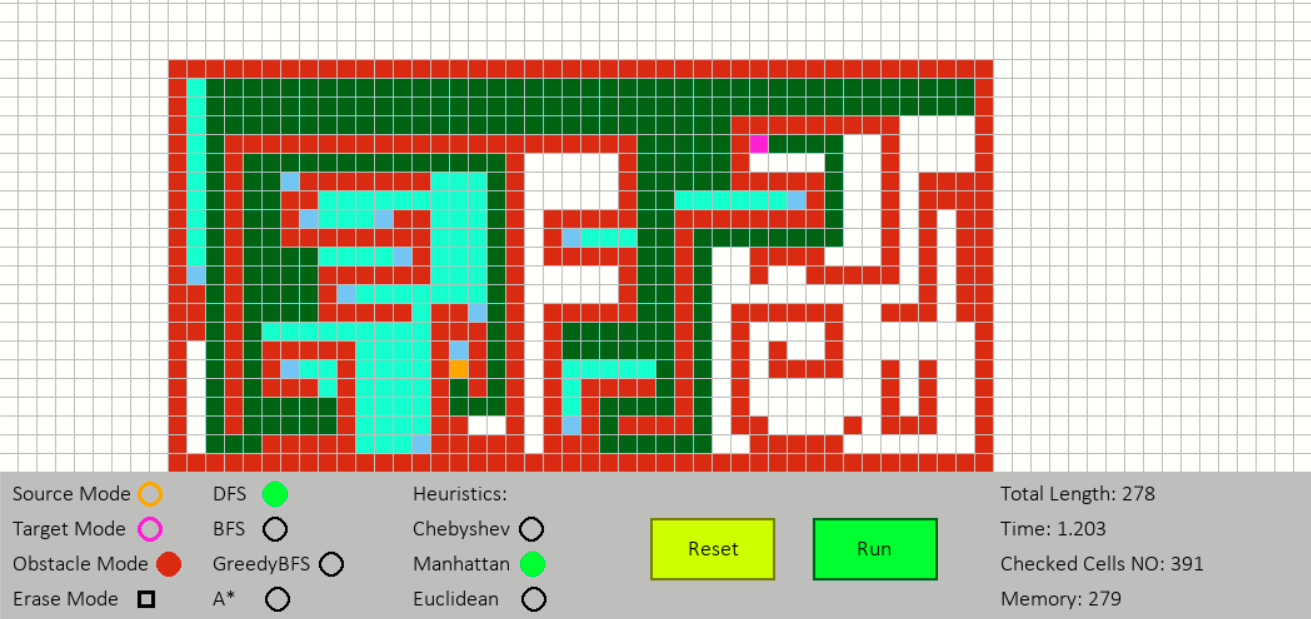 Source Mode DFS Heuristics: Total Length: 278
Target Mode BFS Chebyshev Reset Run Time: 1.203
Obstacle Mode GreedyBFS Manhattan Checked Cells NO: 391
Erase Mode A* Euclidean Memory: 279